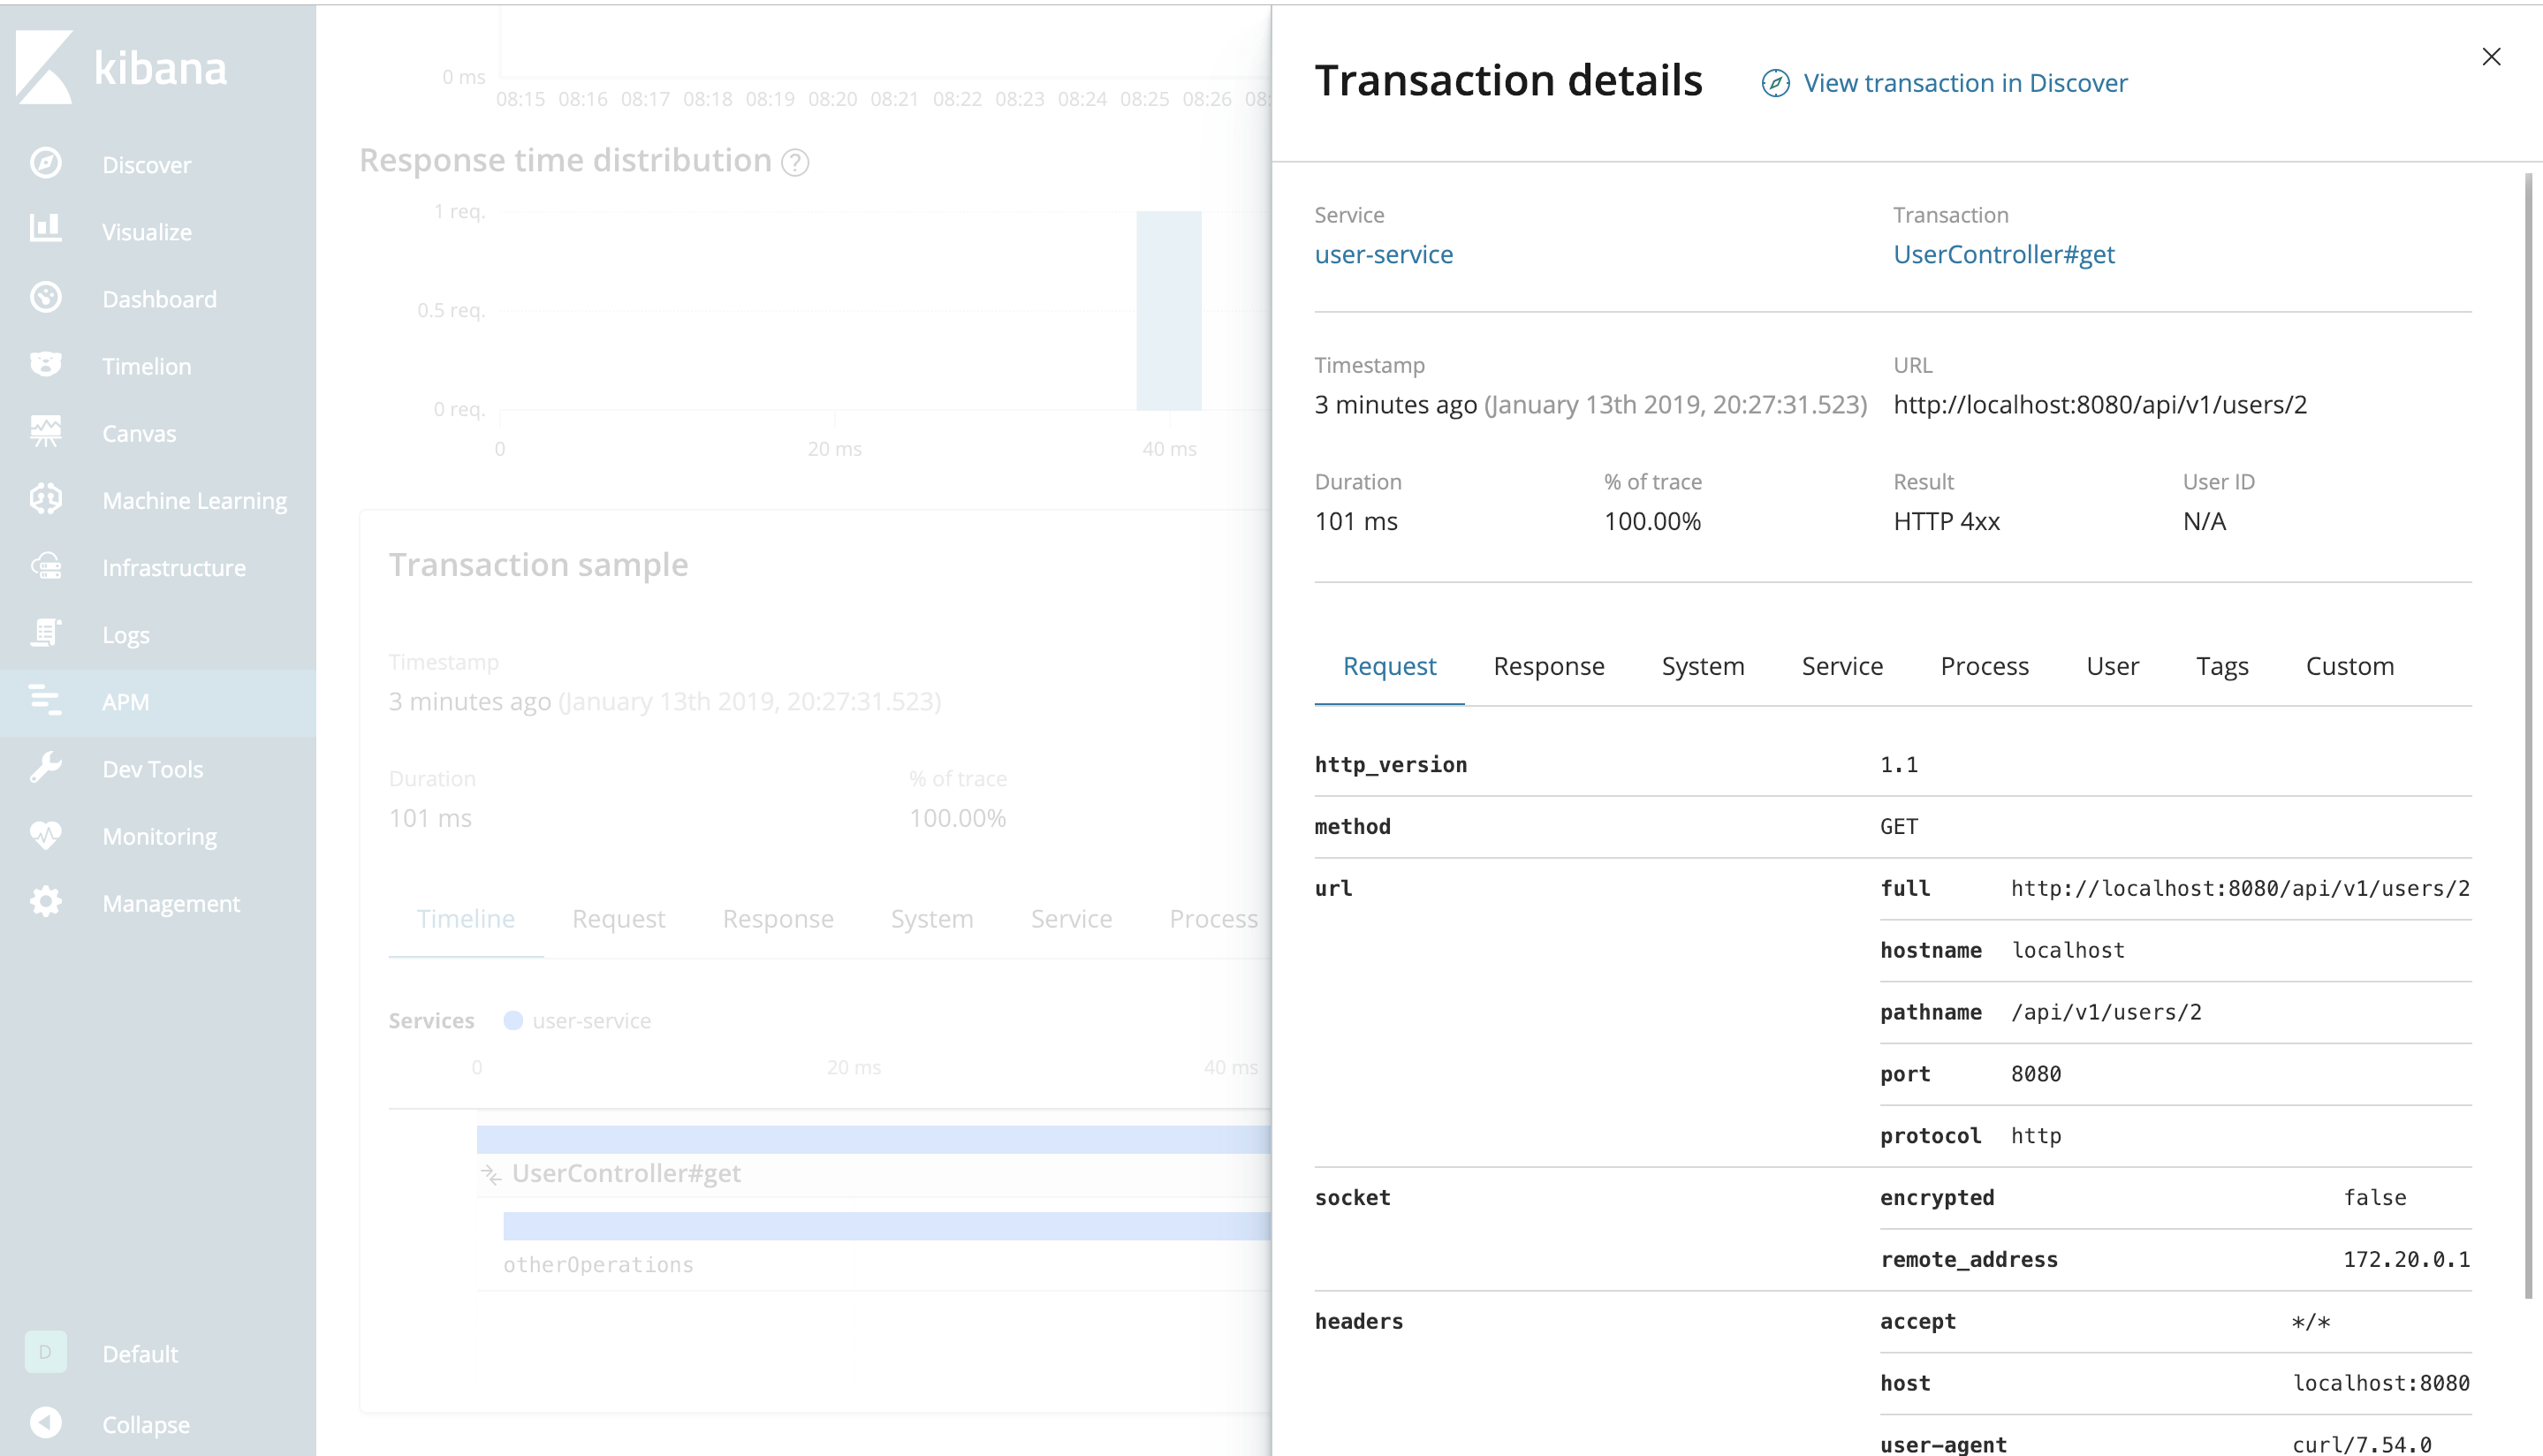 kibana
Discover
Visualize
Dashboard
Timelion
Canvas
Machine Learning
Infrastructure
Logs
APM
Dev Tools
Monitoring
Management
D Default
Collapse
0 ms
08:15 08:16 08:17 08:18 08:19 08:20 08:21 08:22 08:23 08:24 08:25 08:26 08:
Response time distribution ?
1 req.
0.5 req.
0 req.
0 20 ms 40 ms
Transaction sample
Timestamp
3 minutes ago (January 13th 2019, 20:27:31.523)
Duration % of trace
101 ms 100.00%
Timeline Request Response System Service Process
Services user-service
0 20 ms 40 ms
UserController#get
otherOperations
Transaction details View transaction in Discover
Service Transaction
user-service UserController#get
Timestamp URL
3 minutes ago (January 13th 2019, 20:27:31.523) http://localhost:8080/api/v1/users/2
Duration % of trace Result User ID
101 ms 100.00% HTTP 4xx N/A
Request Response System Service Process User Tags Custom
http_version 1.1
method GET
url full http://localhost:8080/api/v1/users/2
hostname localhost
pathname /api/v1/users/2
port 8080
protocol http
socket encrypted false
remote_address 172.20.0.1
headers accept */*
host localhost:8080
user-agent curl/7.54.0